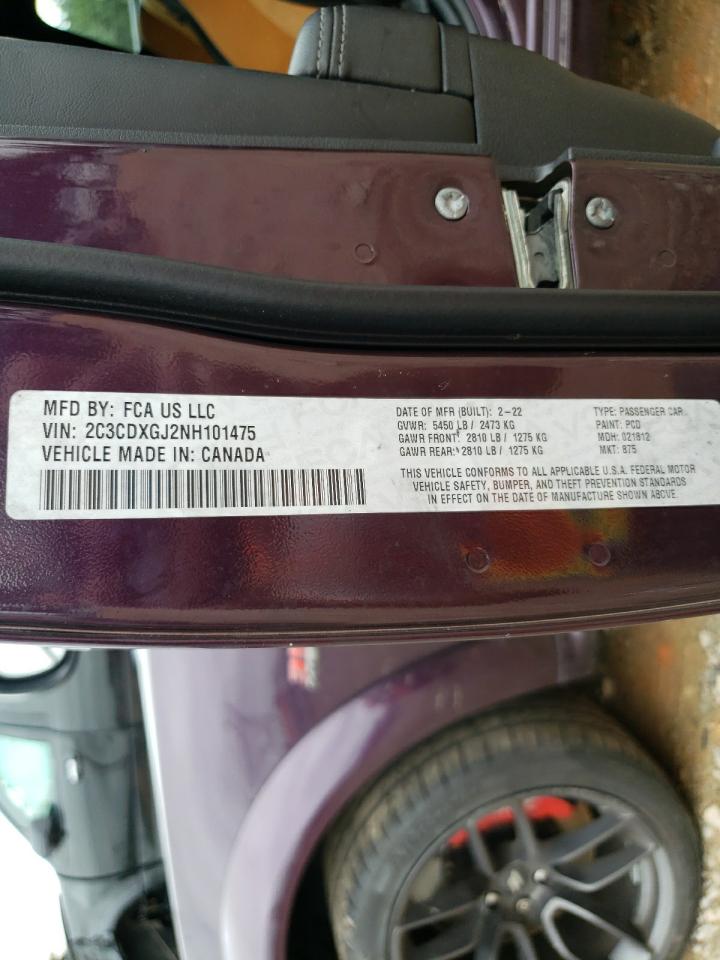 MFD BY: FCA US LLC
VIN: 2C3CDXGJ2NH101475
VEHICLE MADE IN: CANADA
DATE OF MFR (BUILT): 2-22
GVWR: 5450 LB / 2473 KG
GAWR FRONT: 2810 LB / 1275 KG
GAWR REAR: 2810 LB / 1275 KG
TYPE: PASSENGER CAR
PAINT: PCD
MDH: 021812
MKT: 875
THIS VEHICLE CONFORMS TO ALL APPLICABLE U.S.A. FEDERAL MOTOR
VEHICLE SAFETY, BUMPER, AND THEFT PREVENTION STANDARDS
IN EFFECT ON THE DATE OF MANUFACTURE SHOWN ABOVE.